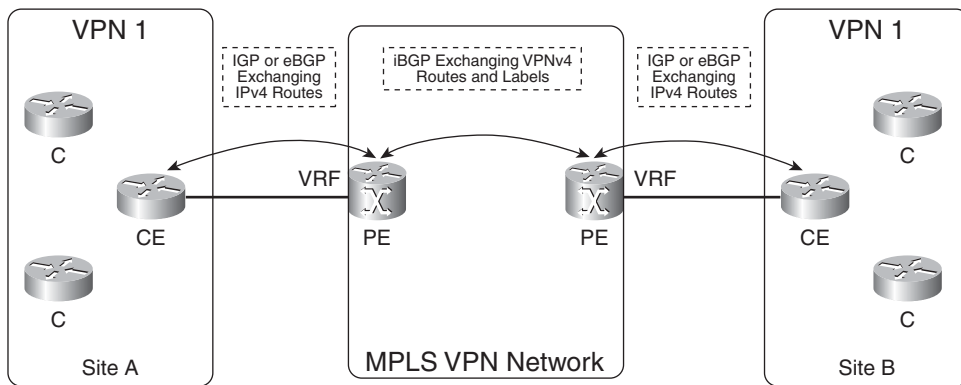 VPN 1
VPN 1
IGP or eBGP
Exchanging
IPv4 Routes
iBGP Exchanging VPNv4
Routes and Labels
IGP or eBGP
Exchanging
IPv4 Routes
C
C
VRF
VRF
CE
PE
PE
CE
C
C
Site A
MPLS VPN Network
Site B